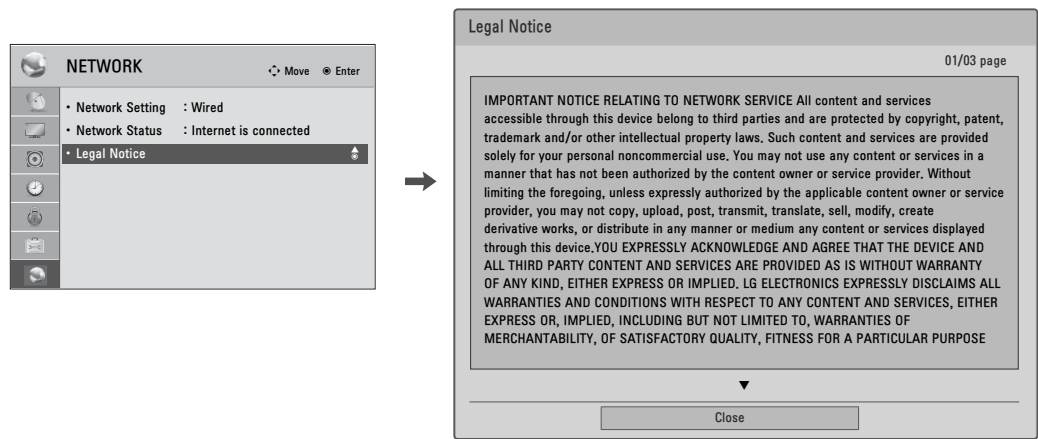 NETWORK
Move
Enter
• Network Setting : Wired
• Network Status : Internet is connected
• Legal Notice
Legal Notice
01/03 page
IMPORTANT NOTICE RELATING TO NETWORK SERVICE All content and services
accessible through this device belong to third parties and are protected by copyright, patent,
trademark and/or other intellectual property laws. Such content and services are provided
solely for your personal noncommercial use. You may not use any content or services in a
manner that has not been authorized by the content owner or service provider. Without
limiting the foregoing, unless expressly authorized by the applicable content owner or service
provider, you may not copy, upload, post, transmit, translate, sell, modify, create
derivative works, or distribute in any manner or medium any content or services displayed
through this device.YOU EXPRESSLY ACKNOWLEDGE AND AGREE THAT THE DEVICE AND
ALL THIRD PARTY CONTENT AND SERVICES ARE PROVIDED AS IS WITHOUT WARRANTY
OF ANY KIND, EITHER EXPRESS OR IMPLIED. LG ELECTRONICS EXPRESSLY DISCLAIMS ALL
WARRANTIES AND CONDITIONS WITH RESPECT TO ANY CONTENT AND SERVICES, EITHER
EXPRESS OR, IMPLIED, INCLUDING BUT NOT LIMITED TO, WARRANTIES OF
MERCHANTABILITY, OF SATISFACTORY QUALITY, FITNESS FOR A PARTICULAR PURPOSE
Close